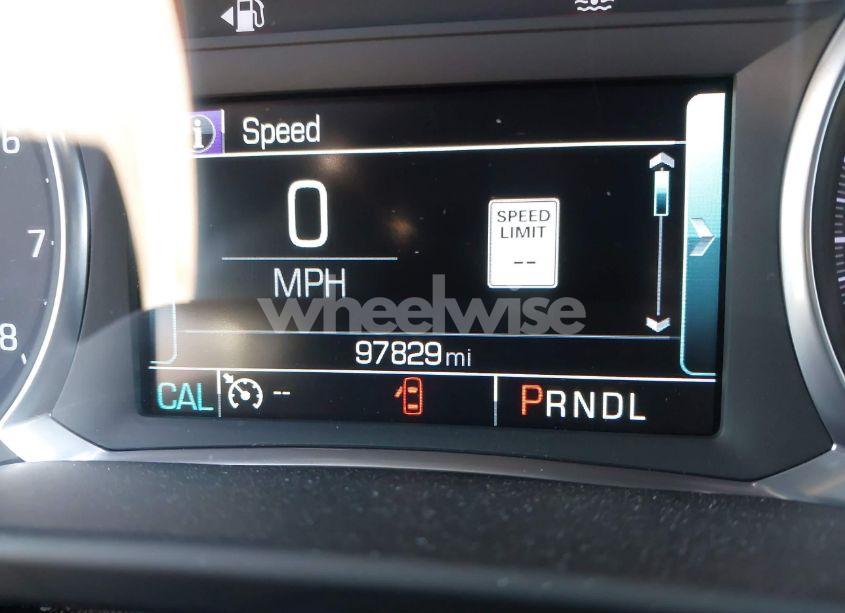 Speed
6
0
SPEED
LIMIT
--
7
MPH
wheelwise
8
97829 mi
CAL
--
PRNDL